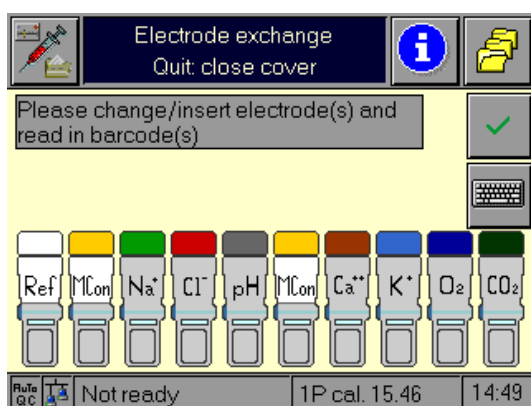 Electrode exchange
Quit: close cover
i
Please change/insert electrode(s) and
read in barcode(s)
Ref MCon Na⁺ Cl⁻ pH MCon Ca⁺⁺ K⁺ O₂ CO₂
AUTO QC Not ready 1P cal. 15.46 14:49